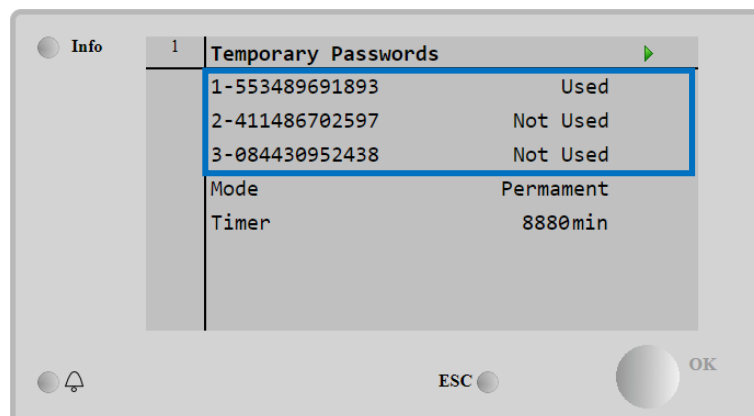 Info
1 Temporary Passwords
1-553489691893 Used
2-411486702597 Not Used
3-084430952438 Not Used
Mode Permament
Timer 8880min
OK
ESC